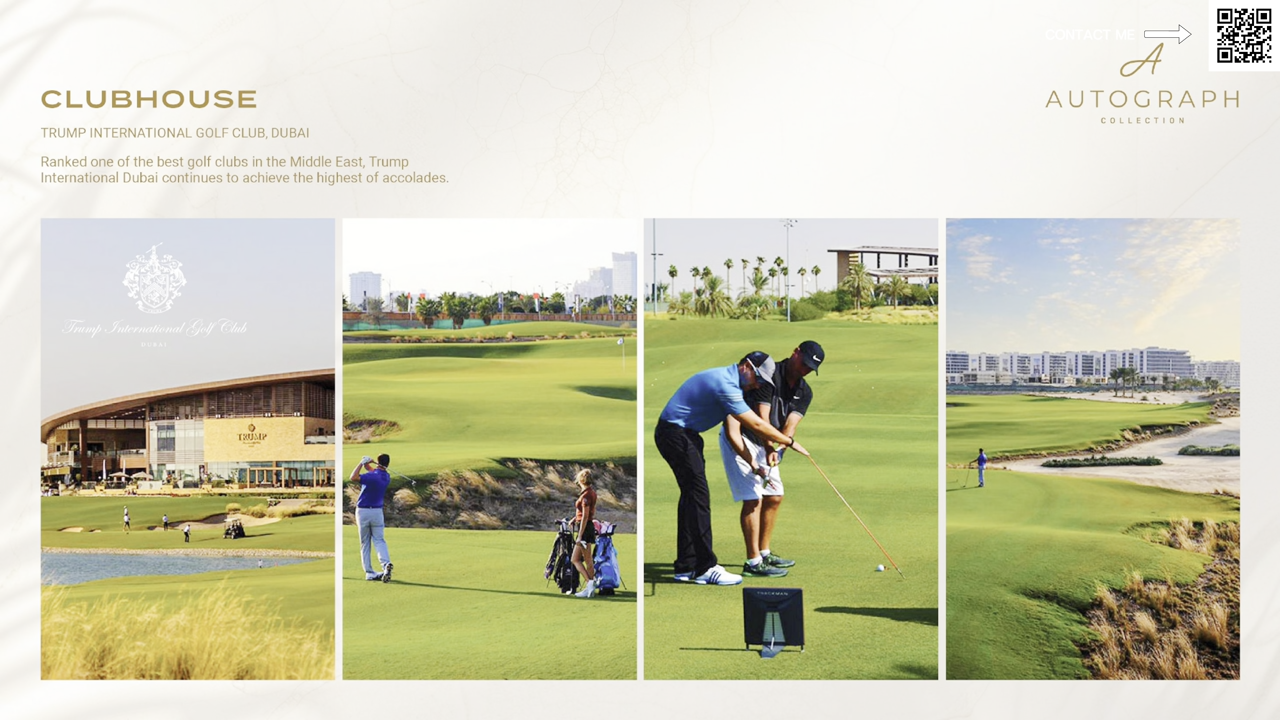 CONTACT ME
CLUBHOUSE
A
AUTOGRAPH
COLLECTION
TRUMP INTERNATIONAL GOLF CLUB, DUBAI
Ranked one of the best golf clubs in the Middle East, Trump
International Dubai continues to achieve the highest of accolades.
Trump International Golf Club
DUBAI
TRUMP
TRACKMAN